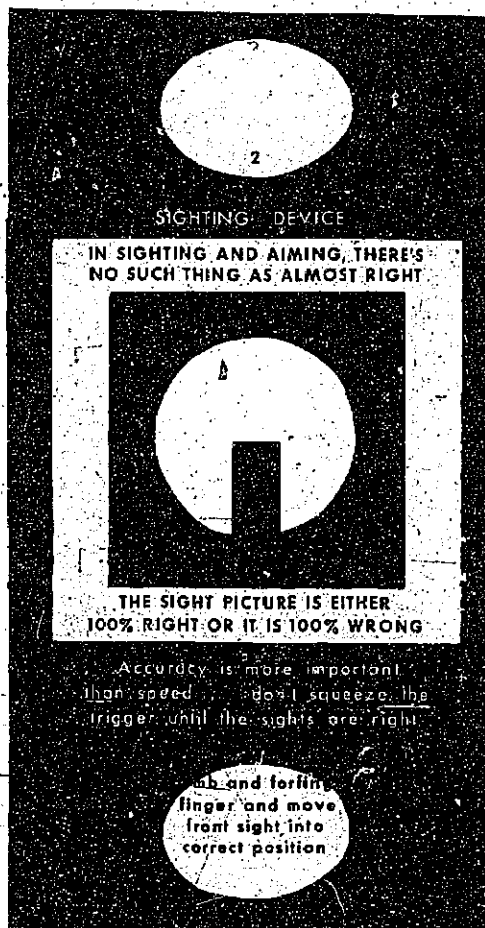 2
SIGHTING DEVICE
IN SIGHTING AND AIMING, THERE'S
NO SUCH THING AS ALMOST RIGHT
THE SIGHT PICTURE IS EITHER
100% RIGHT OR IT IS 100% WRONG
Accuracy is more important
than speed . . . don't squeeze the
trigger until the sights are right
and
finger and move
front sight into
correct position